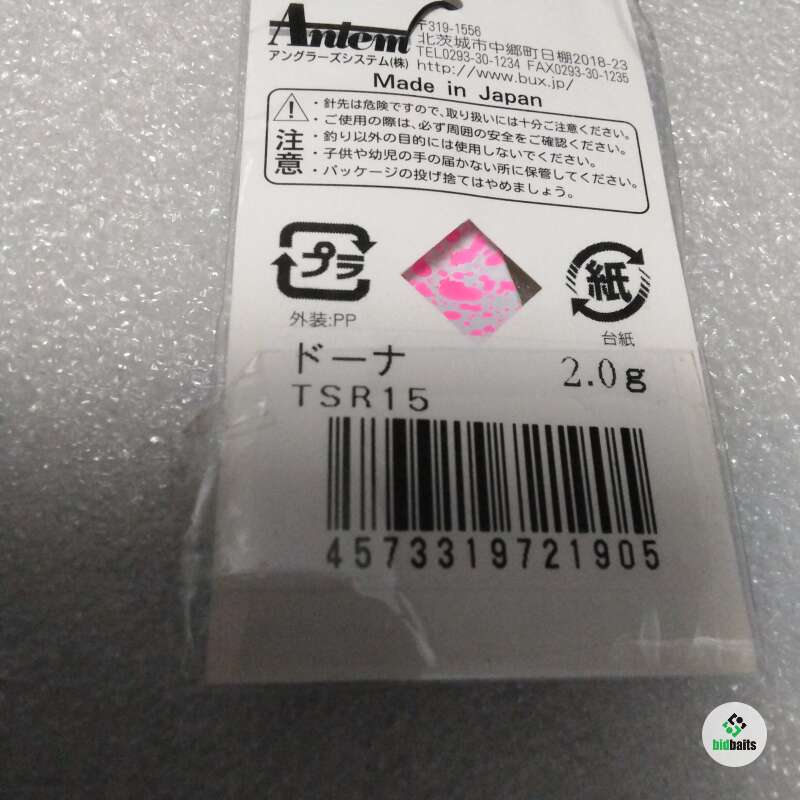 Antem
〒319-1556
北茨城市中郷町日棚2018-23
TEL0293-30-1234 FAX0293-30-1235
アングラーズシステム(株) http://www.bux.jp/
Made in Japan
注意
・針先は危険ですので、取り扱いには十分ご注意ください。
・ご使用の際は、必ず周囲の安全をご確認ください。
・釣り以外の目的には使用しないでください。
・子供や幼児の手の届かない所に保管してください。
・パッケージの投げ捨てはやめましょう。
プラ
紙
外装:PP
台紙
ドーナ 2.0g
TSR15
4573319721905
bidbaits